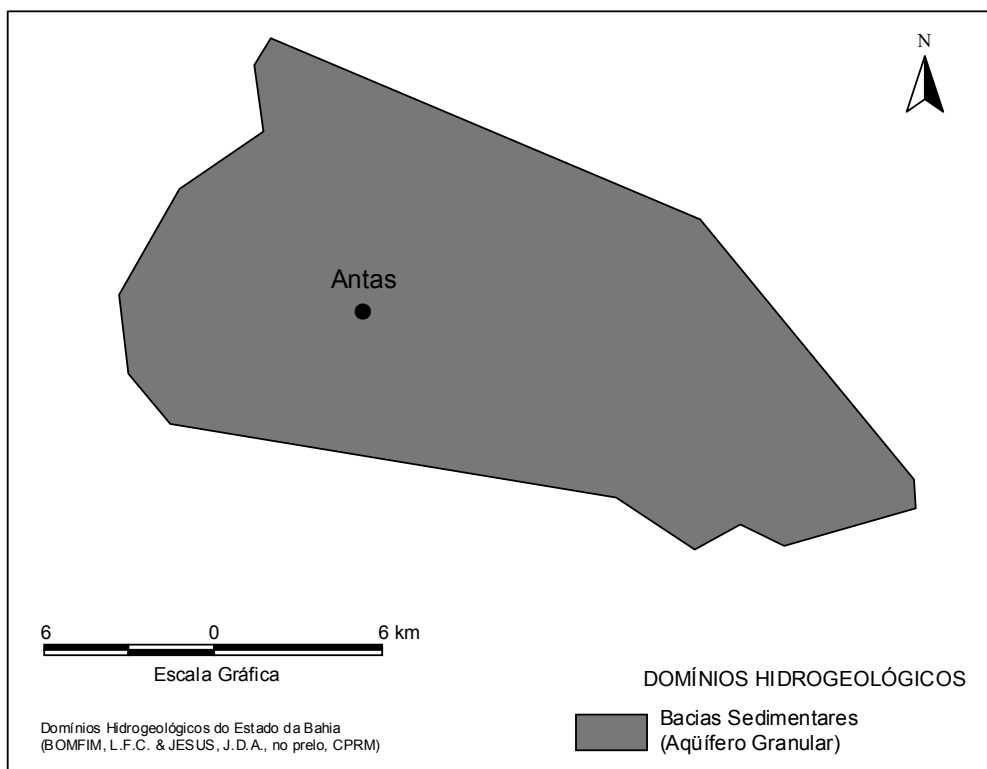 N
Antas
6 0 6 km
Escala Gráfica
DOMÍNIOS HIDROGEOLÓGICOS
Bacias Sedimentares
(Aqüífero Granular)
Domínios Hidrogeológicos do Estado da Bahia
(BOMFIM, L.F.C. & JESUS, J.D.A., no prelo, CPRM)